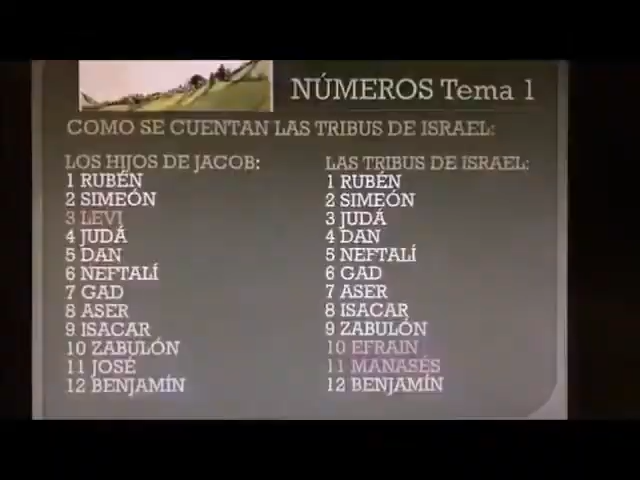 NÚMEROS Tema 1
COMO SE CUENTAN LAS TRIBUS DE ISRAEL:
LOS HIJOS DE JACOB:
1 RUBÉN
2 SIMEÓN
3 LEVI
4 JUDÁ
5 DAN
6 NEFTALÍ
7 GAD
8 ASER
9 ISACAR
10 ZABULÓN
11 JOSÉ
12 BENJAMÍN
LAS TRIBUS DE ISRAEL:
1 RUBÉN
2 SIMEÓN
3 JUDÁ
4 DAN
5 NEFTALÍ
6 GAD
7 ASER
8 ISACAR
9 ZABULÓN
10 EFRAIN
11 MANASÉS
12 BENJAMÍN